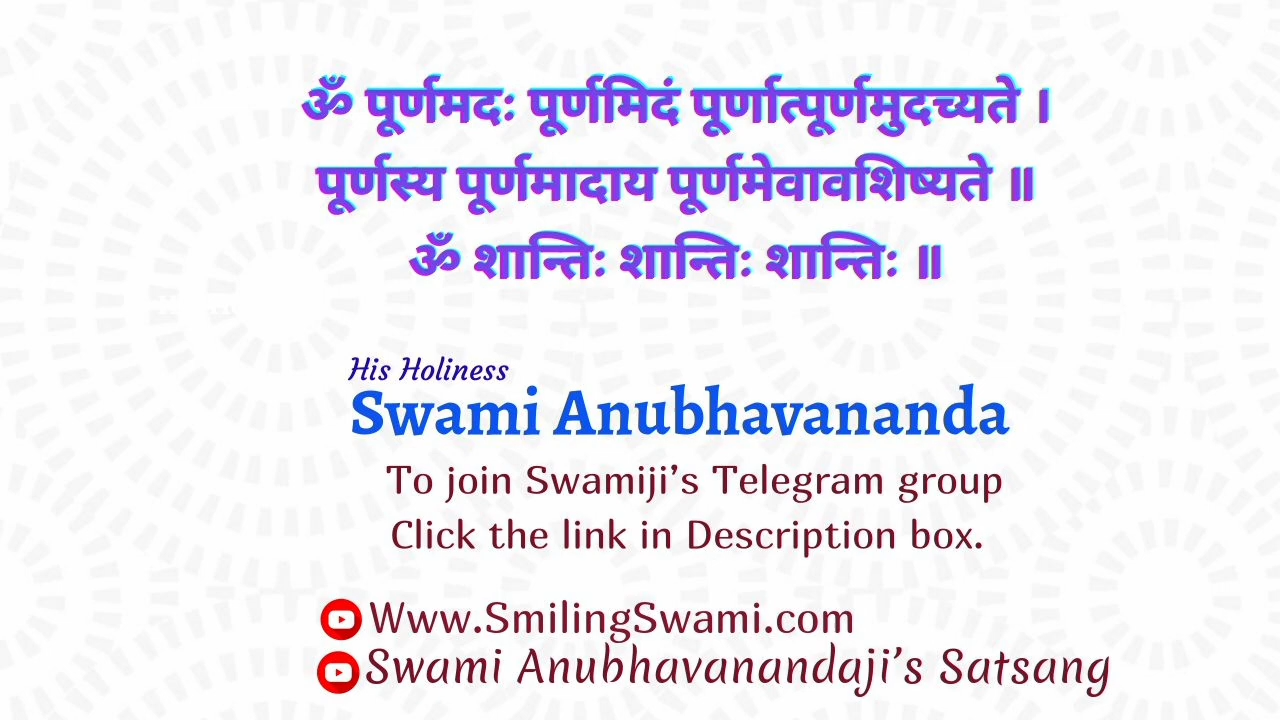 ॐ पूर्णमदः पूर्णमिदं पूर्णात्पूर्णमुदच्यते ।
पूर्णस्य पूर्णमादाय पूर्णमेवावशिष्यते ॥
ॐ शान्तिः शान्तिः शान्तिः ॥
His Holiness
Swami Anubhavananda
To join Swamiji’s Telegram group
Click the link in Description box.
Www.SmilingSwami.com
Swami Anubhavanandaji’s Satsang